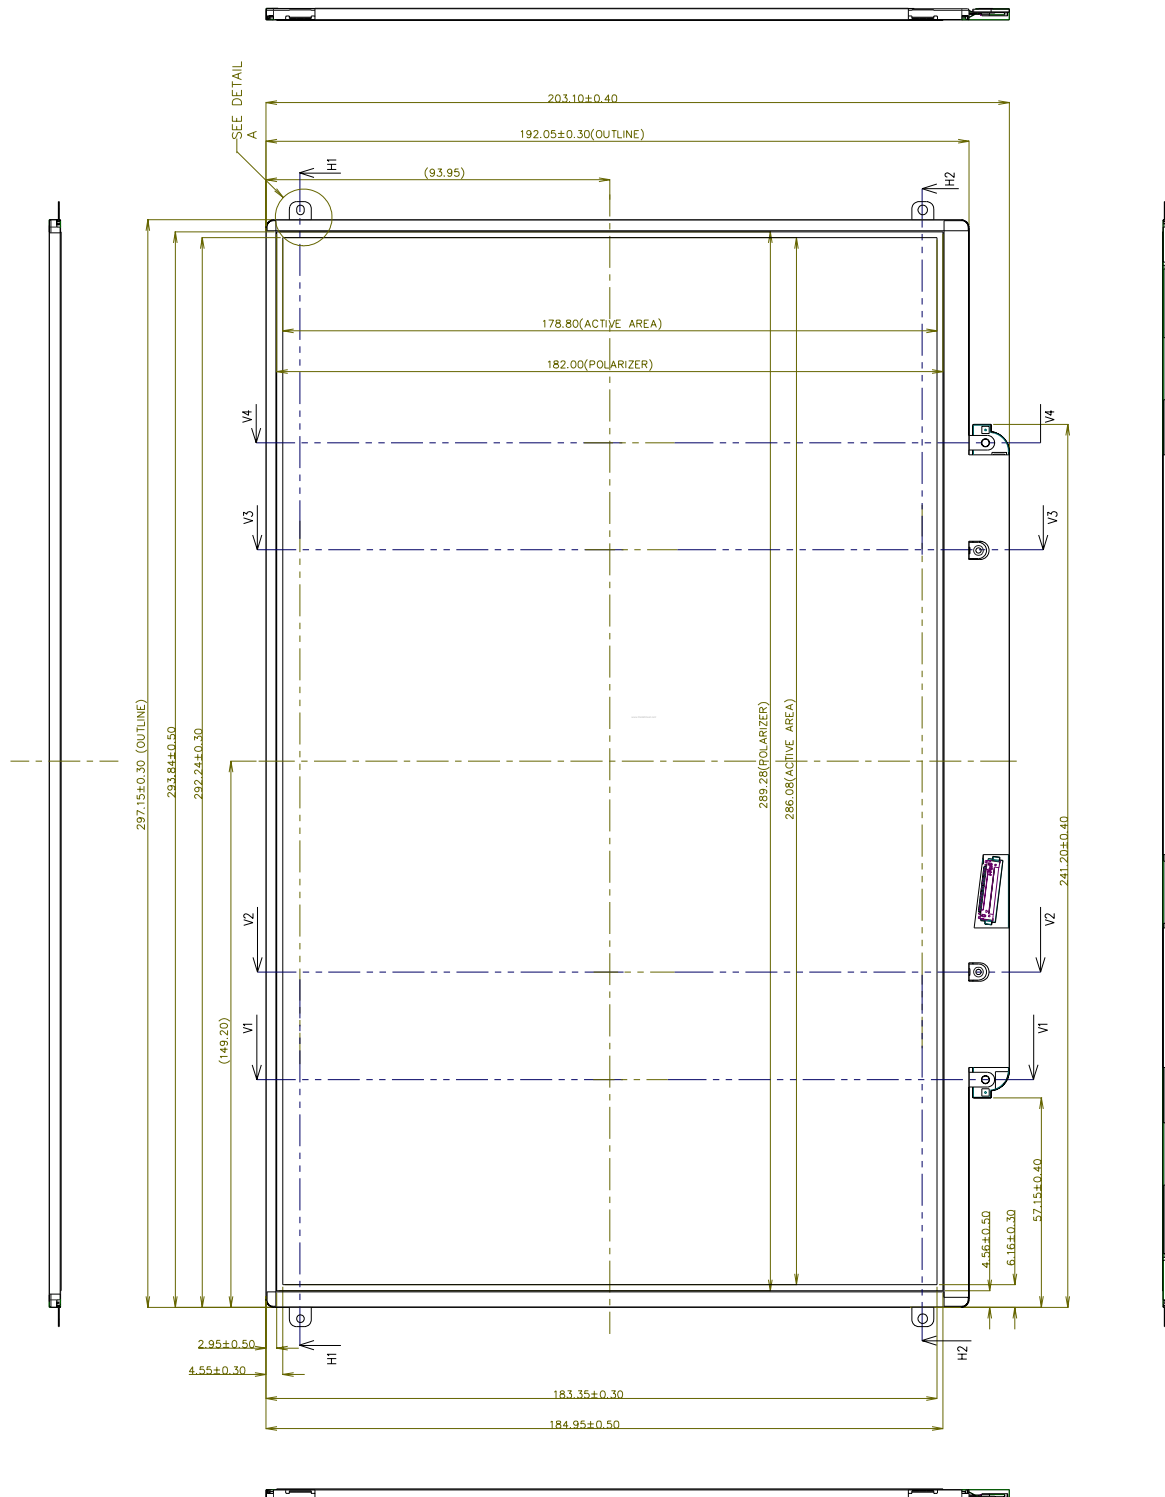 SEE DETAIL
A
203.10±0.40
192.05±0.30(OUTLINE)
(93.95)
H1
H2
178.80(ACTIVE AREA)
182.00(POLARIZER)
V4
V4
V3
V3
297.15±0.30 (OUTLINE)
293.84±0.50
292.24±0.30
289.28(POLARIZER)
286.08(ACTIVE AREA)
241.20±0.40
V2
V2
(149.20)
V1
V1
57.15±0.40
4.56±0.50
6.16±0.30
2.95±0.50
H1
H2
4.55±0.30
183.35±0.30
184.95±0.50